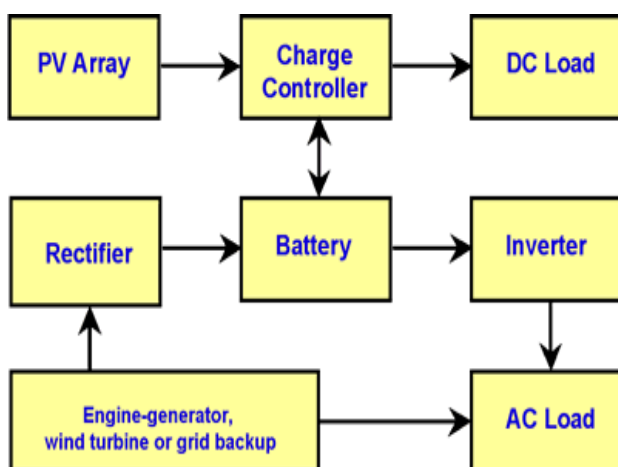 PV Array
Charge
Controller
DC Load
Rectifier
Battery
Inverter
Engine-generator,
wind turbine or grid backup
AC Load